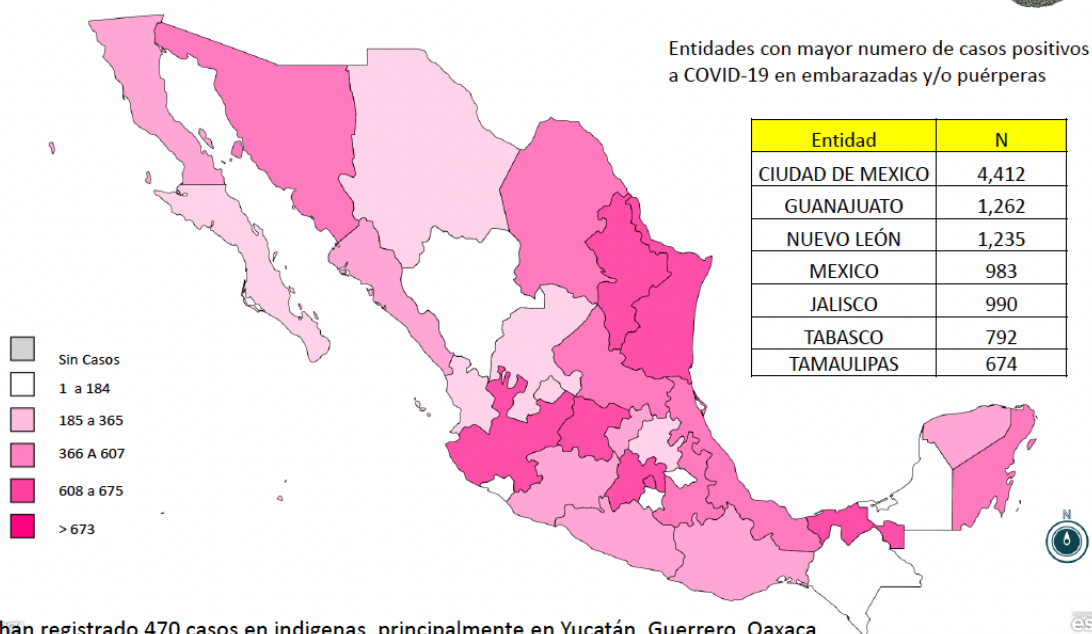 Entidades con mayor numero de casos positivos
a COVID-19 en embarazadas y/o puérperas
Entidad N
CIUDAD DE MEXICO 4,412
GUANAJUATO 1,262
NUEVO LEÓN 1,235
MEXICO 983
JALISCO 990
TABASCO 792
TAMAULIPAS 674
Sin Casos
1 a 184
185 a 365
366 A 607
608 a 675
> 673
N
han registrado 470 casos en indigenas, principalmente en Yucatán, Guerrero, Oaxaca